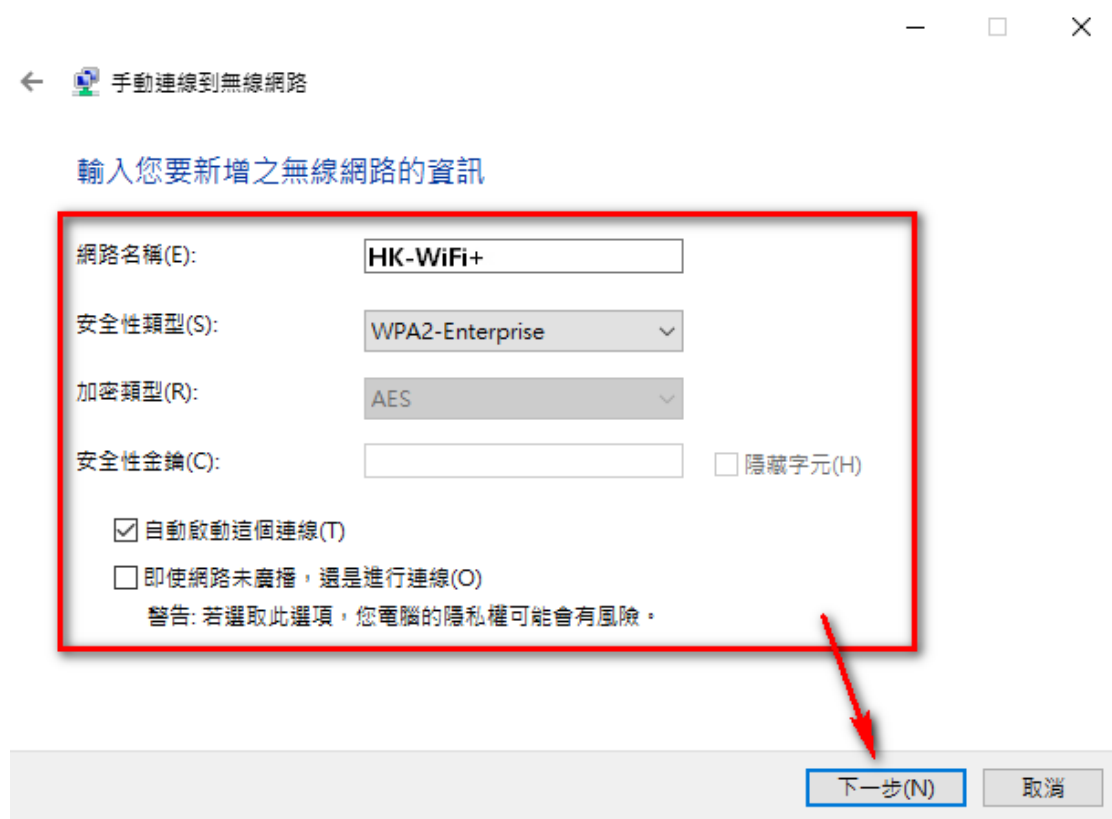 手動連線到無線網路
輸入您要新增之無線網路的資訊
網路名稱(E): HK-WiFi+
安全性類型(S): WPA2-Enterprise
加密類型(R): AES
安全性金鑰(C): 隱藏字元(H)
自動啟動這個連線(T)
即使網路未廣播，還是進行連線(O)
警告: 若選取此選項，您電腦的隱私權可能會有風險。
下一步(N) 取消